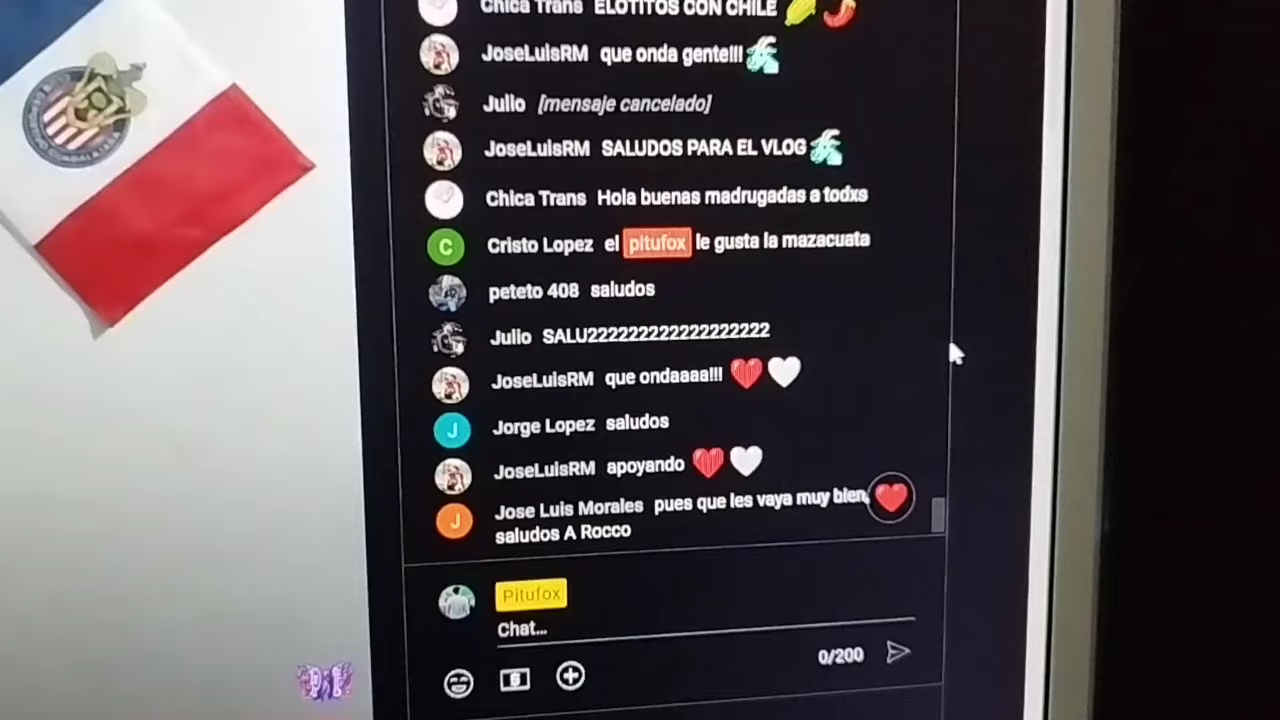 Chica Trans ELOTITOS CON CHILE
JoseLuisRM que onda gente!!!
Julio [mensaje cancelado]
JoseLuisRM SALUDOS PARA EL VLOG
Chica Trans Hola buenas madrugadas a todxs
C Cristo Lopez el pitufox le gusta la mazacuata
peteto 408 saludos
Julio SALU2222222222222222222
JoseLuisRM que ondaaaa!!!
J Jorge Lopez saludos
JoseLuisRM apoyando
J Jose Luis Morales pues que les vaya muy bien,
saludos A Rocco
Pitufox
Chat...
0/200